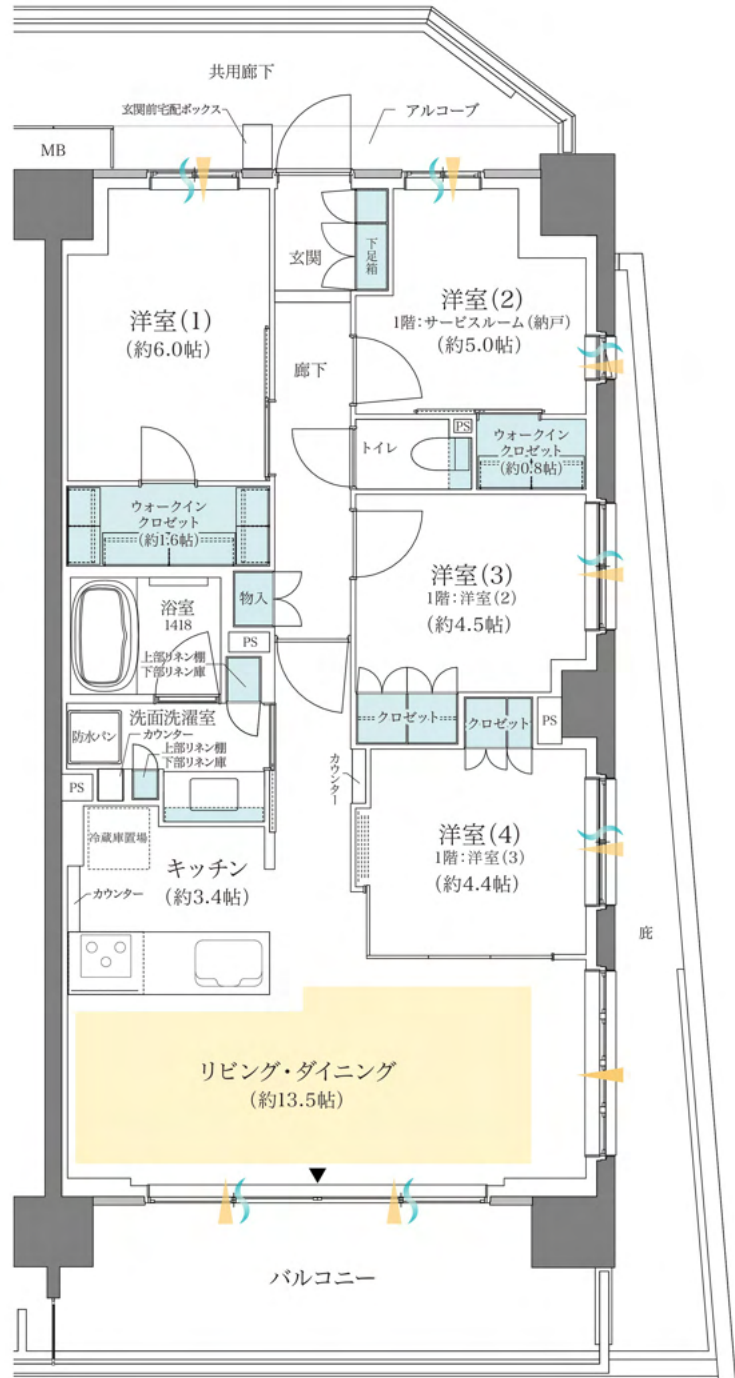 共用廊下
玄関前宅配ボックス
アルコーブ
MB
洋室(1)
(約6.0帖)
玄関
下足箱
洋室(2)
1階:サービスルーム(納戸)
(約5.0帖)
廊下
トイレ
PS
ウォークイン
クロゼット
(約0.8帖)
ウォークイン
クロゼット
(約1.6帖)
洋室(3)
1階:洋室(2)
(約4.5帖)
浴室
1418
物入
PS
上部リネン棚
下部リネン庫
クロゼット
クロゼット
PS
洗面洗濯室
防水パン
カウンター
上部リネン棚
下部リネン庫
PS
カウンター
冷蔵庫置場
キッチン
(約3.4帖)
カウンター
洋室(4)
1階:洋室(3)
(約4.4帖)
庇
リビング・ダイニング
(約13.5帖)
バルコニー